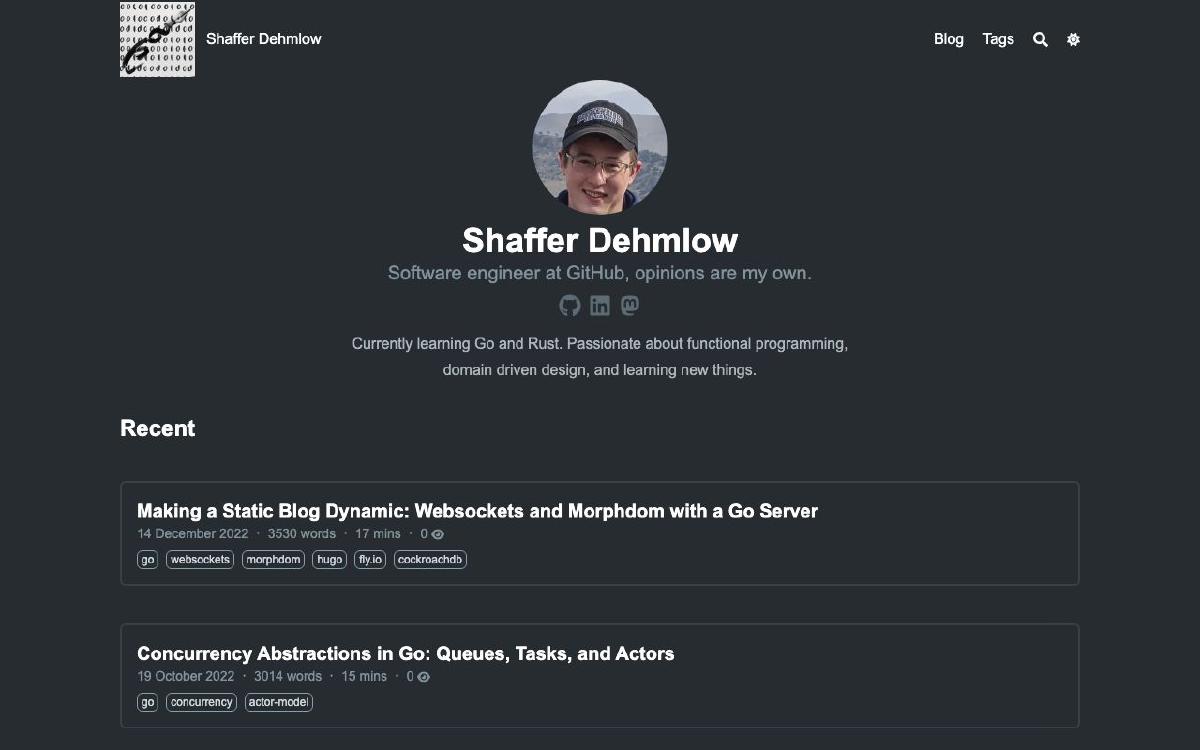 Shaffer Dehmlow
Blog Tags
Shaffer Dehmlow
Software engineer at GitHub, opinions are my own.
Currently learning Go and Rust. Passionate about functional programming,
domain driven design, and learning new things.
Recent
Making a Static Blog Dynamic: Websockets and Morphdom with a Go Server
14 December 2022 · 3530 words · 17 mins · 0
go websockets morphdom hugo fly.io cockroachdb
Concurrency Abstractions in Go: Queues, Tasks, and Actors
19 October 2022 · 3014 words · 15 mins · 0
go concurrency actor-model